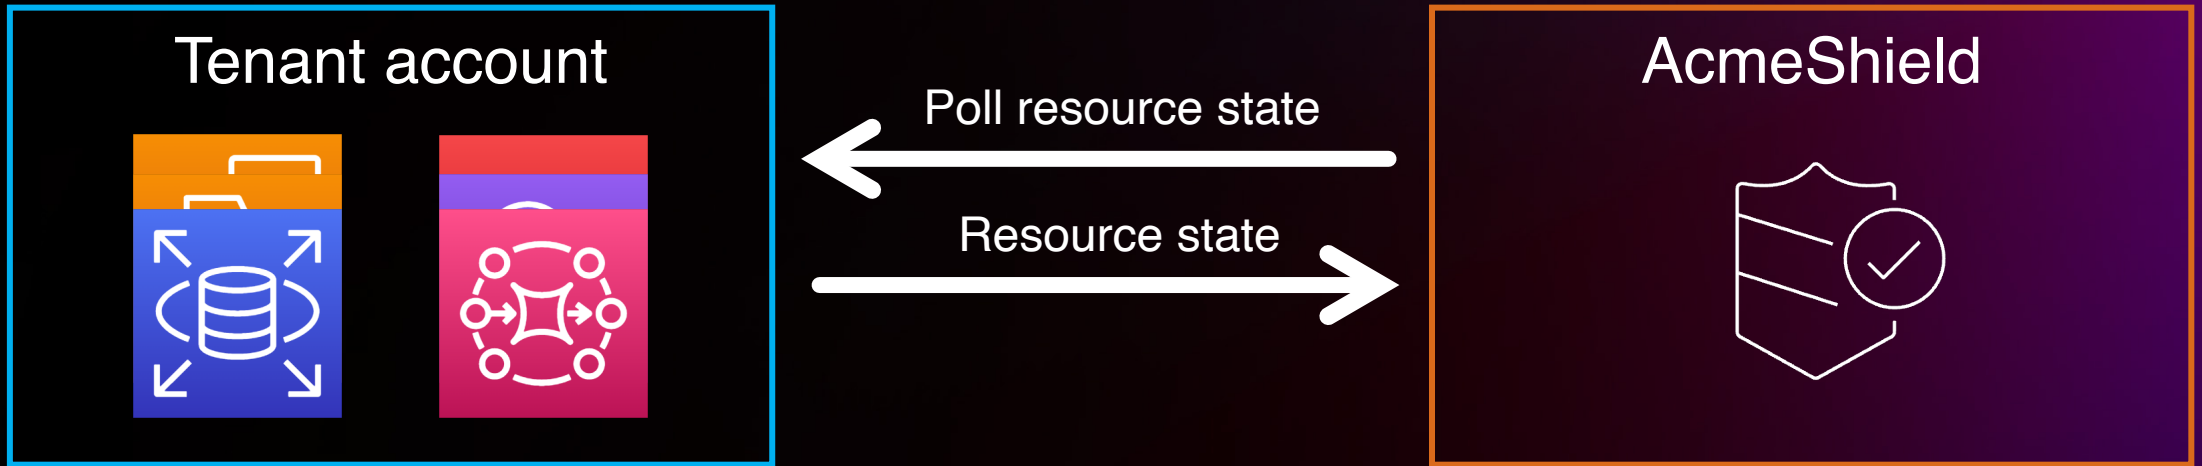 Tenant account
Poll resource state
Resource state
AcmeShield